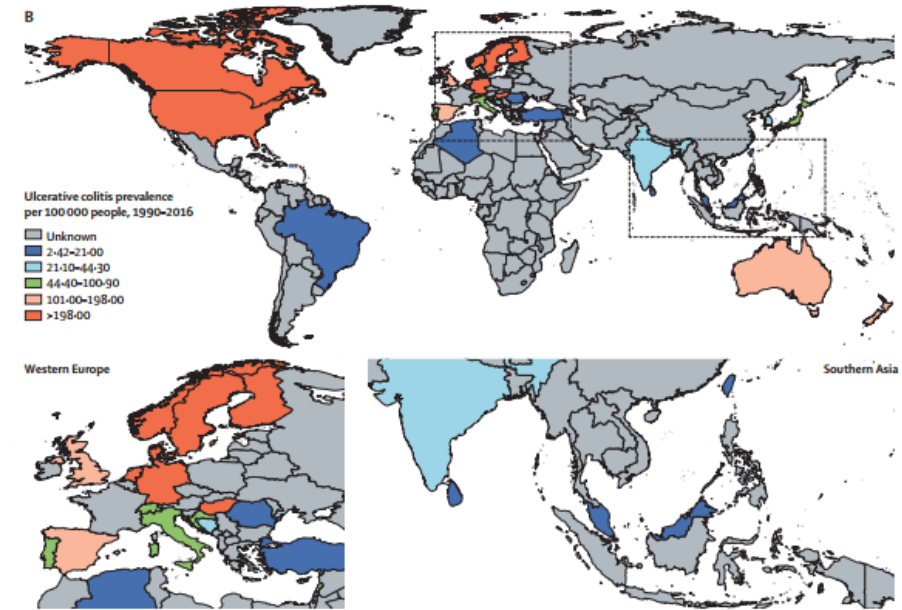 B
Ulcerative colitis prevalence
per 100 000 people, 1990–2016
Unknown
2·42–21·00
21·10–44·30
44·40–100·90
101·00–198·00
>198·00
Western Europe
Southern Asia